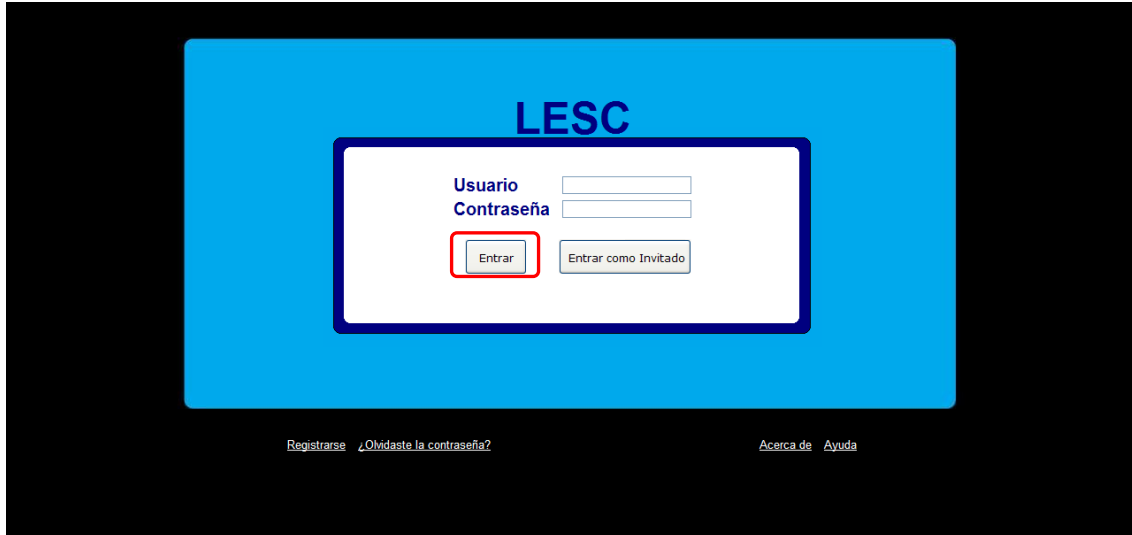 LESC
Usuario
Contraseña
Entrar Entrar como Invitado
Registrarse ¿Olvidaste la contraseña? Acerca de Ayuda